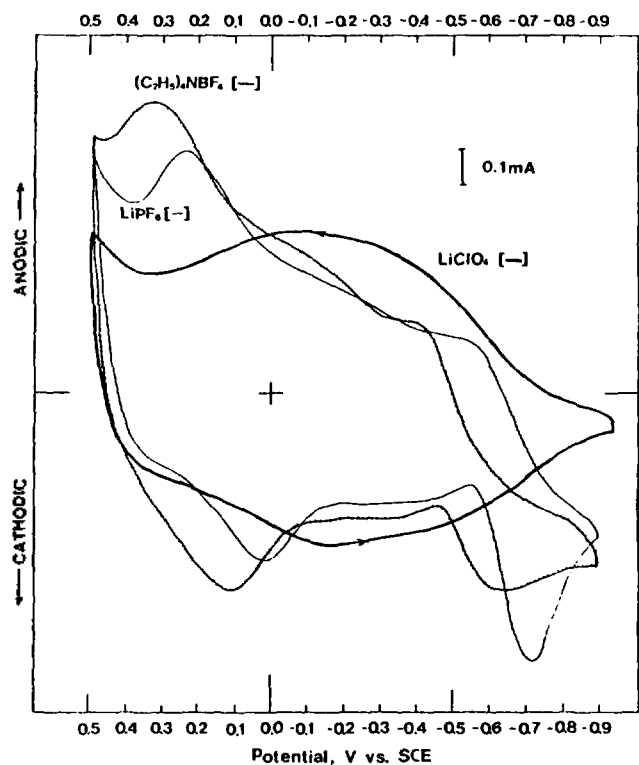 0.5 0.4 0.3 0.2 0.1 0.0 -0.1 -0.2 -0.3 -0.4 -0.5 -0.6 -0.7 -0.8 -0.9
(C₂H₅)₄NBF₄ [—]
0.1mA
LiPF₆ [—]
LiClO₄ [—]
ANODIC →
← CATHODIC
0.5 0.4 0.3 0.2 0.1 0.0 -0.1 -0.2 -0.3 -0.4 -0.5 -0.6 -0.7 -0.8 -0.9
Potential, V vs. SCE